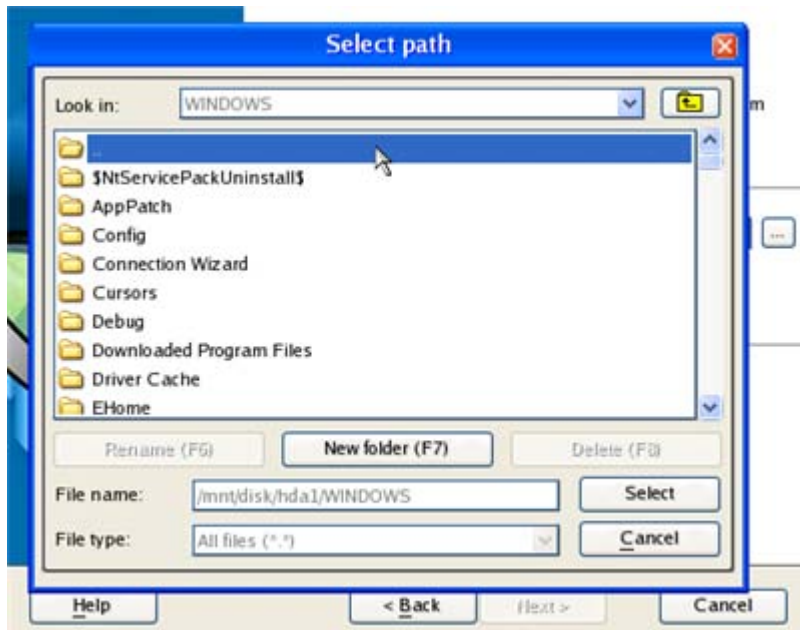 Select path
Look in: WINDOWS
m
..
$NtServicePackUninstall$
AppPatch
Config
Connection Wizard
Cursors
Debug
Downloaded Program Files
Driver Cache
EHome
...
Rename (F6) New folder (F7) Delete (F8)
File name: /mnt/disk/hda1/WINDOWS Select
File type: All files (*.*) Cancel
Help < Back Next > Cancel